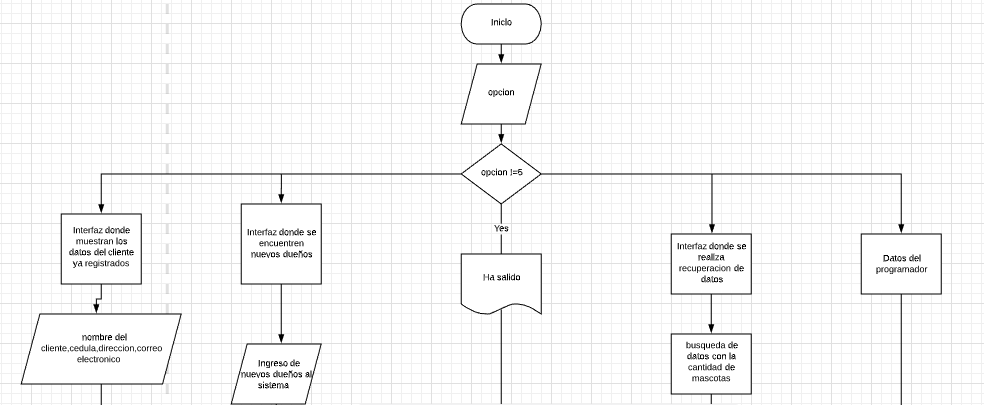 Inicio
opcion
opcion !=5
Yes
Ha salido
Interfaz donde
muestran los
datos del cliente
ya registrados
nombre del
cliente,cedula,direccion,correo
electronico
Interfaz donde se
encuentren
nuevos dueños
Ingreso de
nuevos dueños al
sistema
Interfaz donde se
realiza
recuperacion de
datos
busqueda de
datos con la
cantidad de
mascotas
Datos del
programador